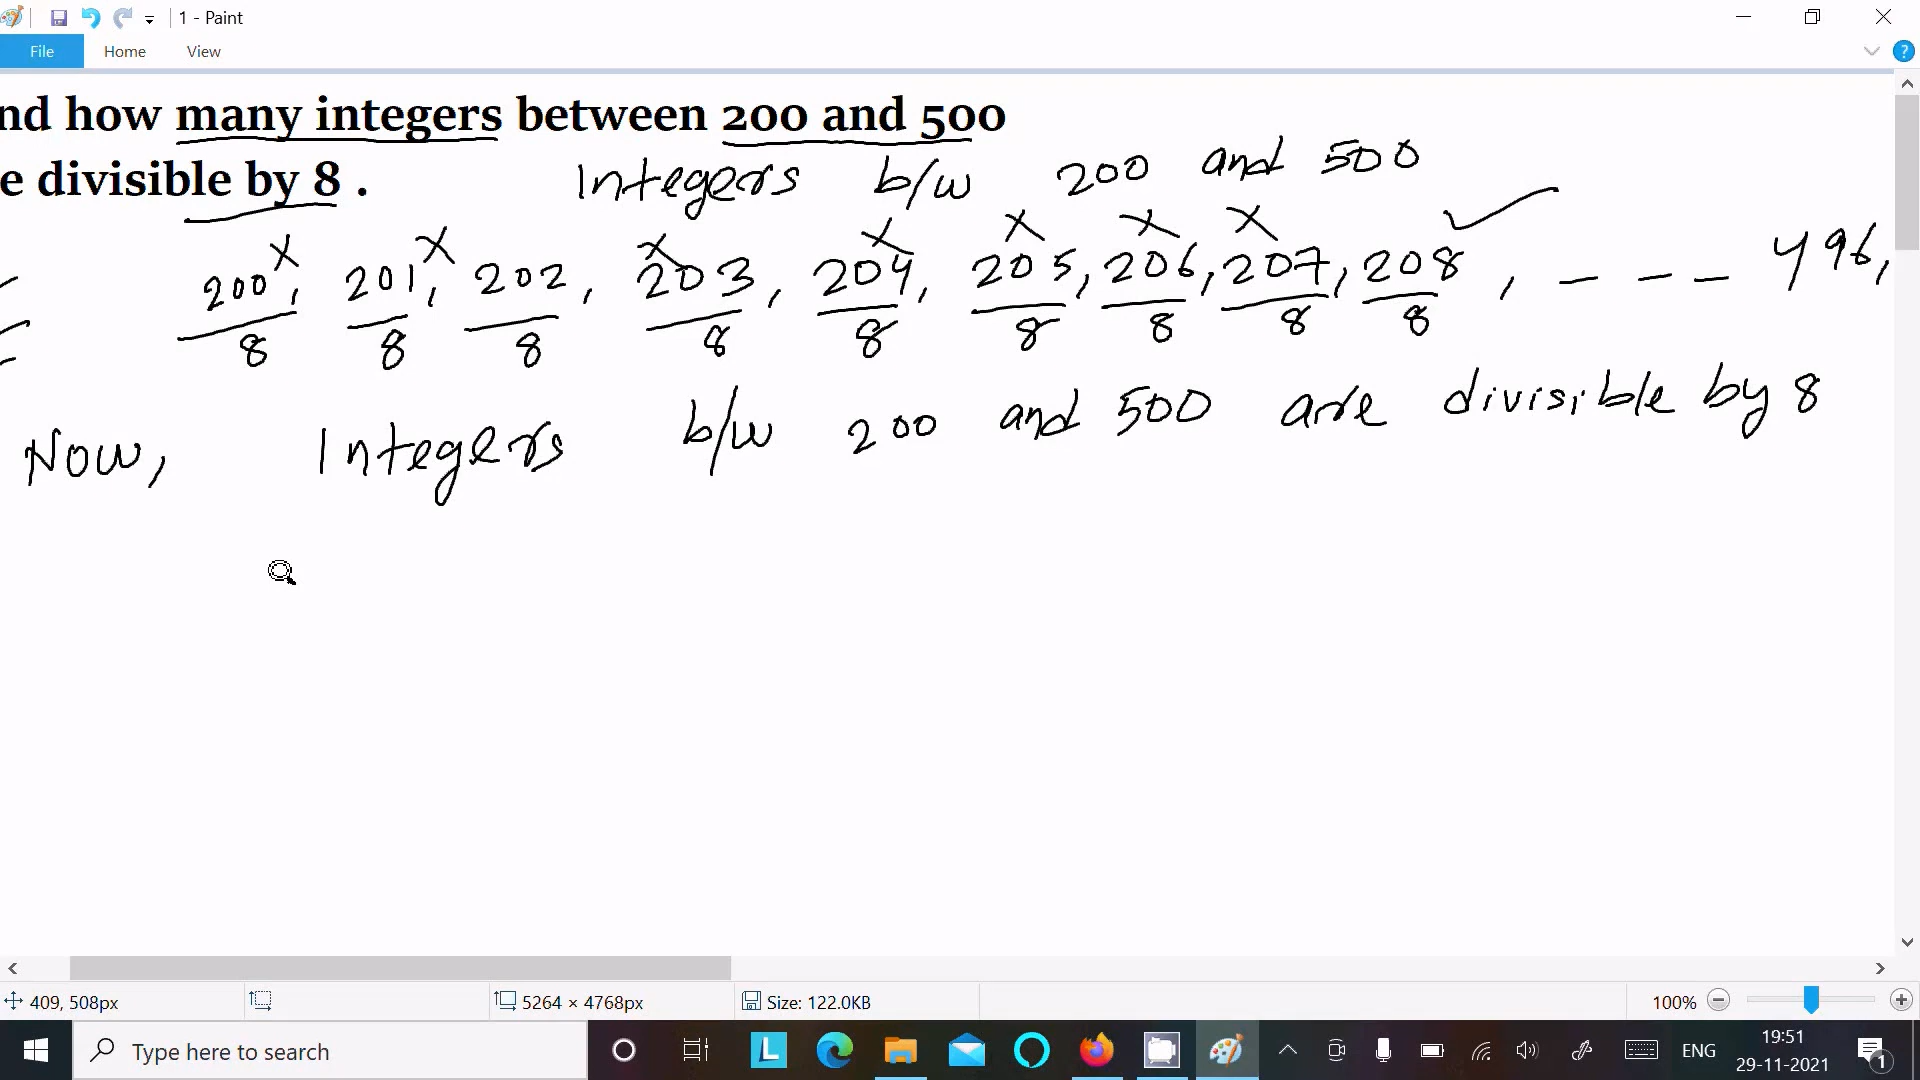 1 - Paint
File Home View
nd how many integers between 200 and 500
e divisible by 8 .
Integers b/w 200 and 500
x x x x x x x
200, 201, 202, 203, 204, 205, 206, 207, 208, - - - 496,
8 8 8 8 8 8 8 8 8
Now, Integers b/w 200 and 500 are divisible by 8
409, 508px
5264 × 4768px
Size: 122.0KB
100%
Type here to search
L
ENG
19:51
29-11-2021
1